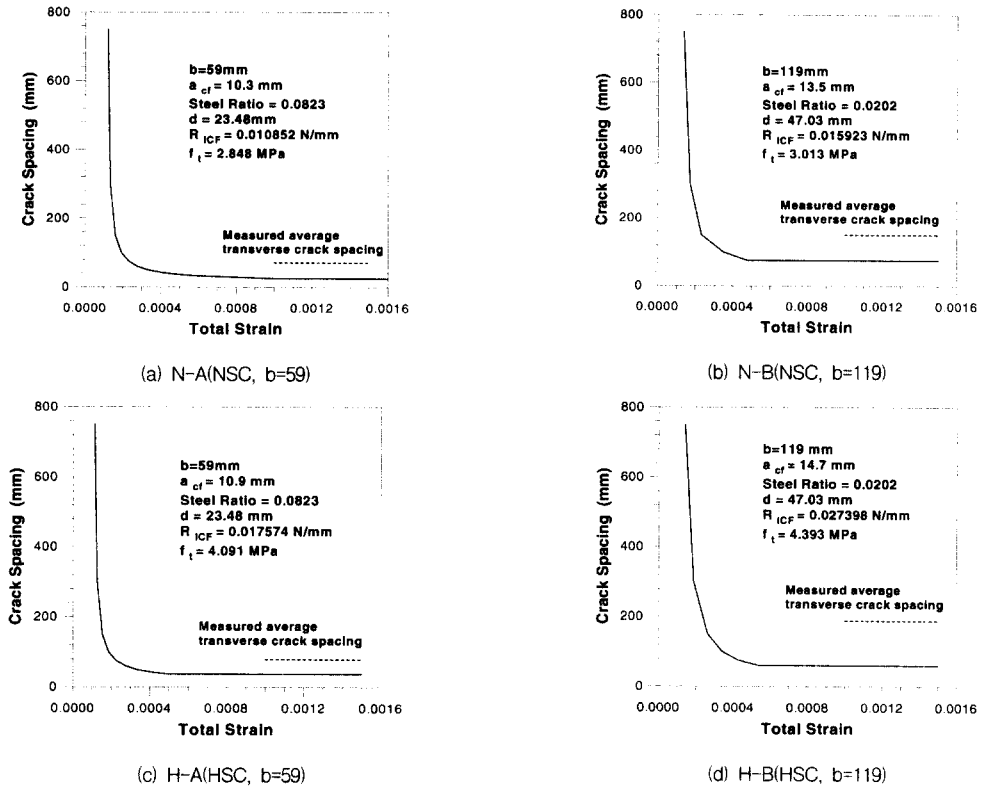 800
600
400
200
0
Crack Spacing (mm)
b=59mm
a cf = 10.3 mm
Steel Ratio = 0.0823
d = 23.48mm
R ICF = 0.010852 N/mm
f t = 2.848 MPa
Measured average
transverse crack spacing
0.0000 0.0004 0.0008 0.0012 0.0016
Total Strain
(a) N-A(NSC, b=59)
800
600
400
200
0
Crack Spacing (mm)
b=119mm
a cf = 13.5 mm
Steel Ratio = 0.0202
d = 47.03 mm
R ICF = 0.015923 N/mm
f t = 3.013 MPa
Measured average
transverse crack spacing
0.0000 0.0004 0.0008 0.0012 0.0016
Total Strain
(b) N-B(NSC, b=119)
800
600
400
200
0
Crack Spacing (mm)
b=59mm
a cf = 10.9 mm
Steel Ratio = 0.0823
d = 23.48 mm
R ICF = 0.017574 N/mm
f t = 4.091 MPa
Measured average
transverse crack spacing
0.0000 0.0004 0.0008 0.0012 0.0016
Total Strain
(c) H-A(HSC, b=59)
800
600
400
200
0
Crack Spacing (mm)
b=119 mm
a cf = 14.7 mm
Steel Ratio = 0.0202
d = 47.03 mm
R ICF = 0.027398 N/mm
f t = 4.393 MPa
Measured average
transverse crack spacing
0.0000 0.0004 0.0008 0.0012 0.0016
Total Strain
(d) H-B(HSC, b=119)